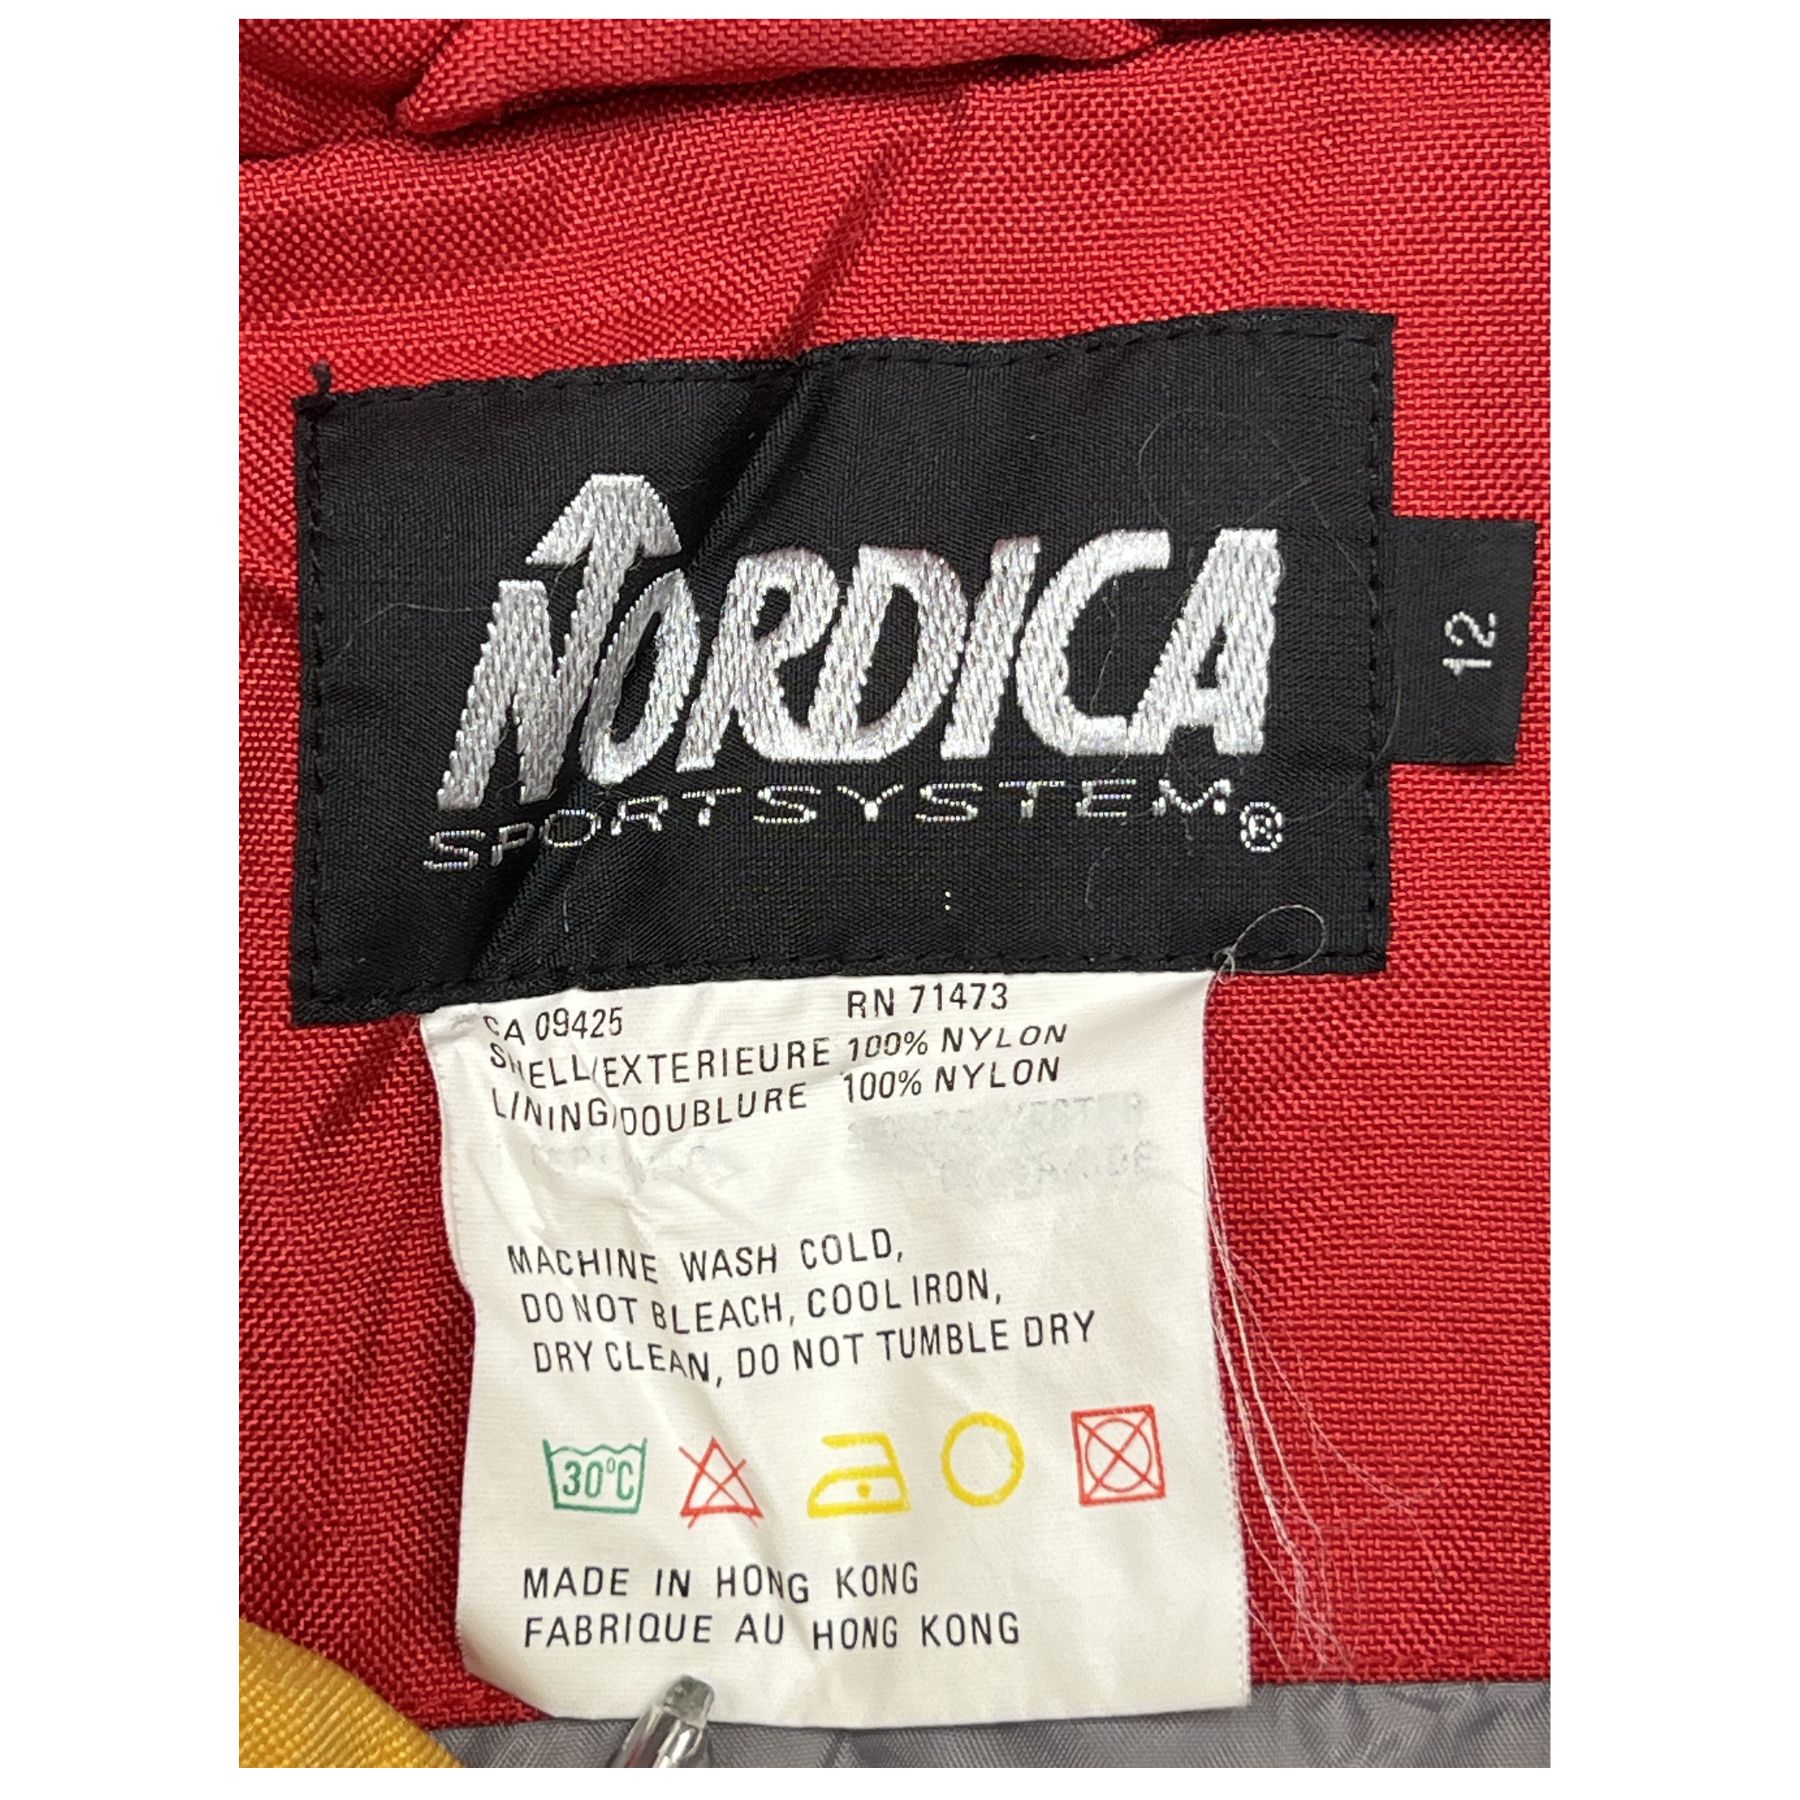 NORDICA
SPORTSYSTEM®
12
CA 09425 RN 71473
SHELL/EXTERIEURE 100% NYLON
LINING/DOUBLURE 100% NYLON
MACHINE WASH COLD,
DO NOT BLEACH, COOL IRON,
DRY CLEAN, DO NOT TUMBLE DRY
30°C
MADE IN HONG KONG
FABRIQUE AU HONG KONG